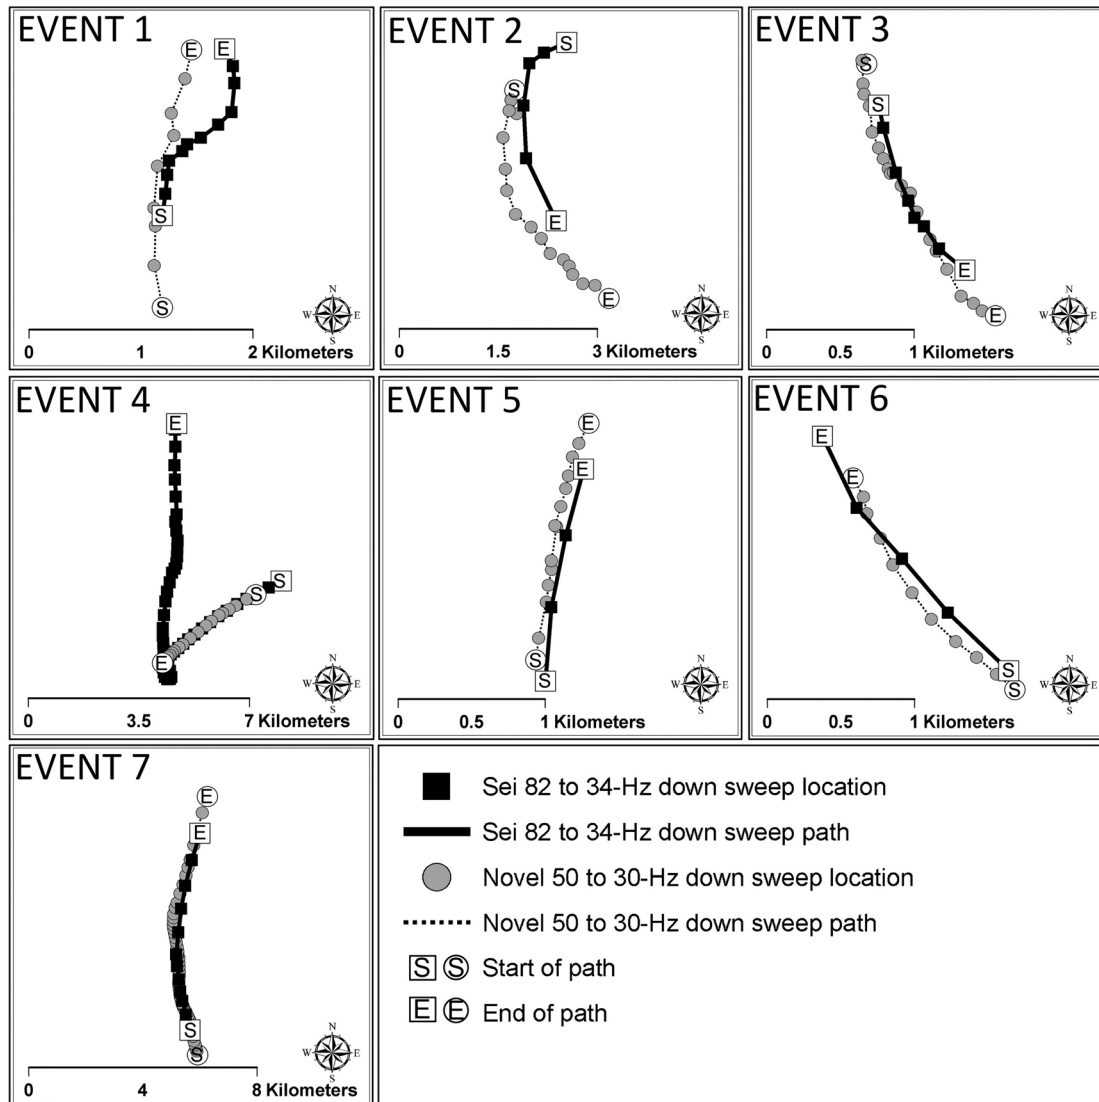 EVENT 1
E
E
S
S
N
W E
S
0 1 2 Kilometers
EVENT 2
S
S
E
E
N
W E
S
0 1.5 3 Kilometers
EVENT 3
S
S
E
E
N
W E
S
0 0.5 1 Kilometers
EVENT 4
E
S
S
E
N
W E
S
0 3.5 7 Kilometers
EVENT 5
E
E
S
S
N
W E
S
0 1 Kilometers
EVENT 6
E
E
S
S
N
W E
S
0 0.5 1 Kilometers
EVENT 7
E
E
S
S
N
W E
S
0 4 8 Kilometers
Sei 82 to 34-Hz down sweep location
Sei 82 to 34-Hz down sweep path
Novel 50 to 30-Hz down sweep location
Novel 50 to 30-Hz down sweep path
S S Start of path
E E End of path